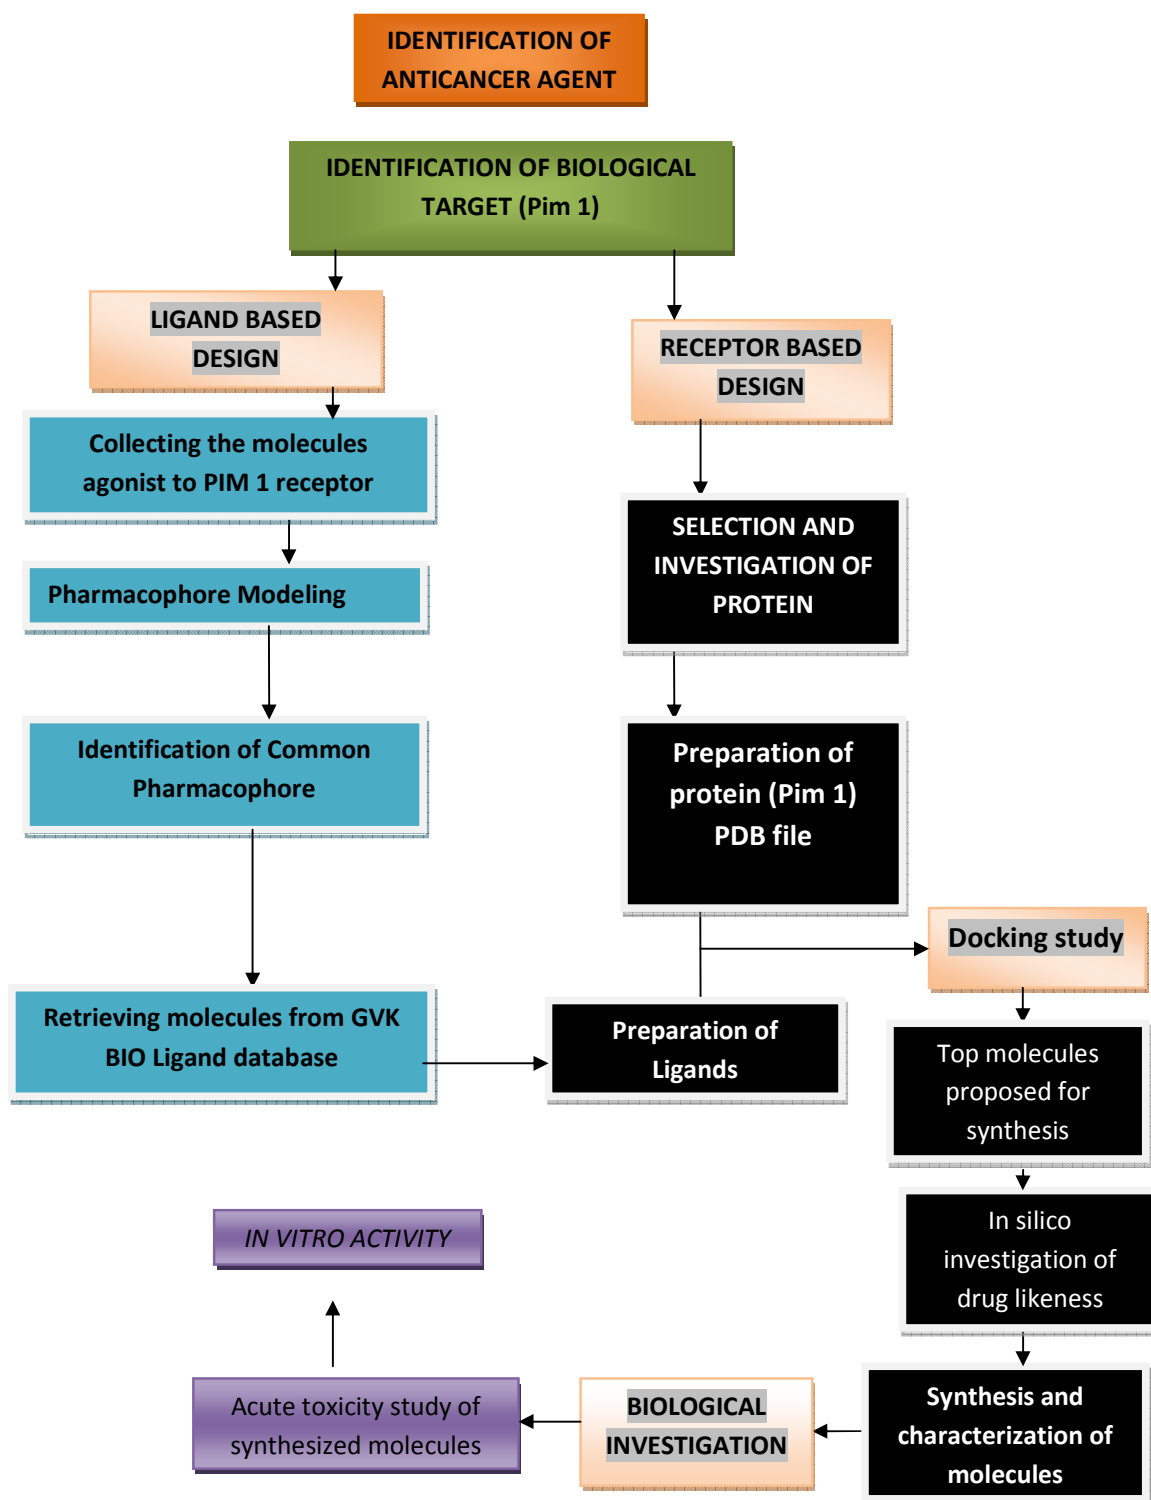 IDENTIFICATION OF
ANTICANCER AGENT
IDENTIFICATION OF BIOLOGICAL
TARGET (Pim 1)
LIGAND BASED
DESIGN
RECEPTOR BASED
DESIGN
Collecting the molecules
agonist to PIM 1 receptor
SELECTION AND
INVESTIGATION OF
PROTEIN
Pharmacophore Modeling
Identification of Common
Pharmacophore
Preparation of
protein (Pim 1)
PDB file
Docking study
Retrieving molecules from GVK
BIO Ligand database
Preparation of
Ligands
Top molecules
proposed for
synthesis
In silico
investigation of
drug likeness
IN VITRO ACTIVITY
Acute toxicity study of
synthesized molecules
BIOLOGICAL
INVESTIGATION
Synthesis and
characterization of
molecules